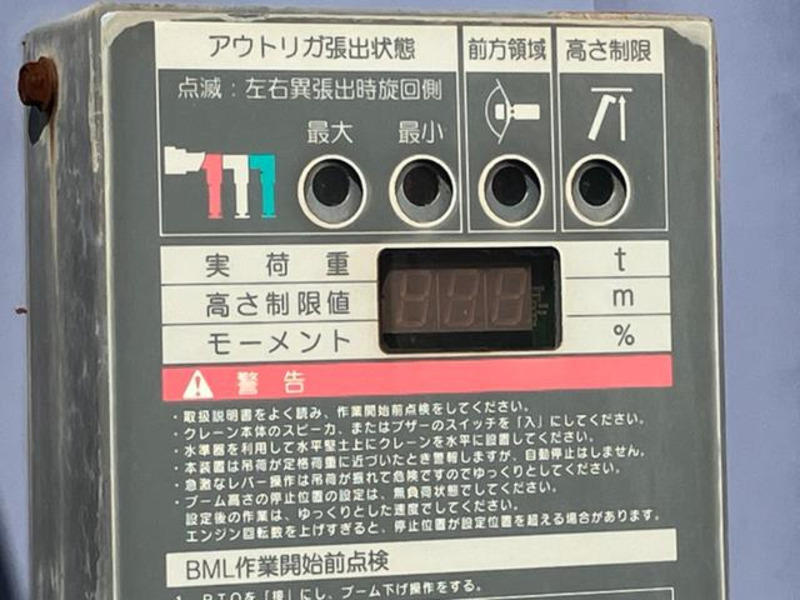 アウトリガ張出状態
前方領域
高さ制限
点滅：左右異張出時旋回側
最大 最小
実荷重 t
高さ制限値 m
モーメント %
警告
・取扱説明書をよく読み、作業開始前点検をしてください。
・クレーン本体のスピーカ、またはブザーのスイッチを「入」にしてください。
・水準器を利用して水平堅土上にクレーンを水平に設置してください。
・本装置は吊荷が定格荷重に近づいたとき警報しますが、自動停止はしません。
・急激なレバー操作は吊荷が振れて危険ですのでゆっくりとしてください。
・ブーム高さの停止位置の設定は、無負荷状態でしてください。
設定後の作業は、ゆっくりとした速度でしてください。
エンジン回転数を上げすぎると、停止位置が設定位置を超える場合があります。
BML作業開始前点検
1. PTOを「接」にし、ブーム下げ操作をする。